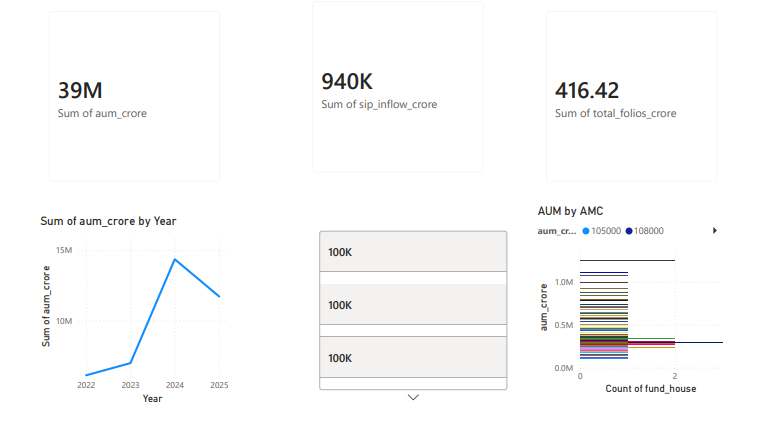 39M
Sum of aum_crore
940K
Sum of sip_inflow_crore
416.42
Sum of total_folios_crore
Sum of aum_crore by Year
15M
10M
Sum of aum_crore
2022 2023 2024 2025
Year
100K
100K
100K
AUM by AMC
aum_cr... 105000 108000
1.0M
0.5M
0.0M
aum_crore
0 2
Count of fund_house